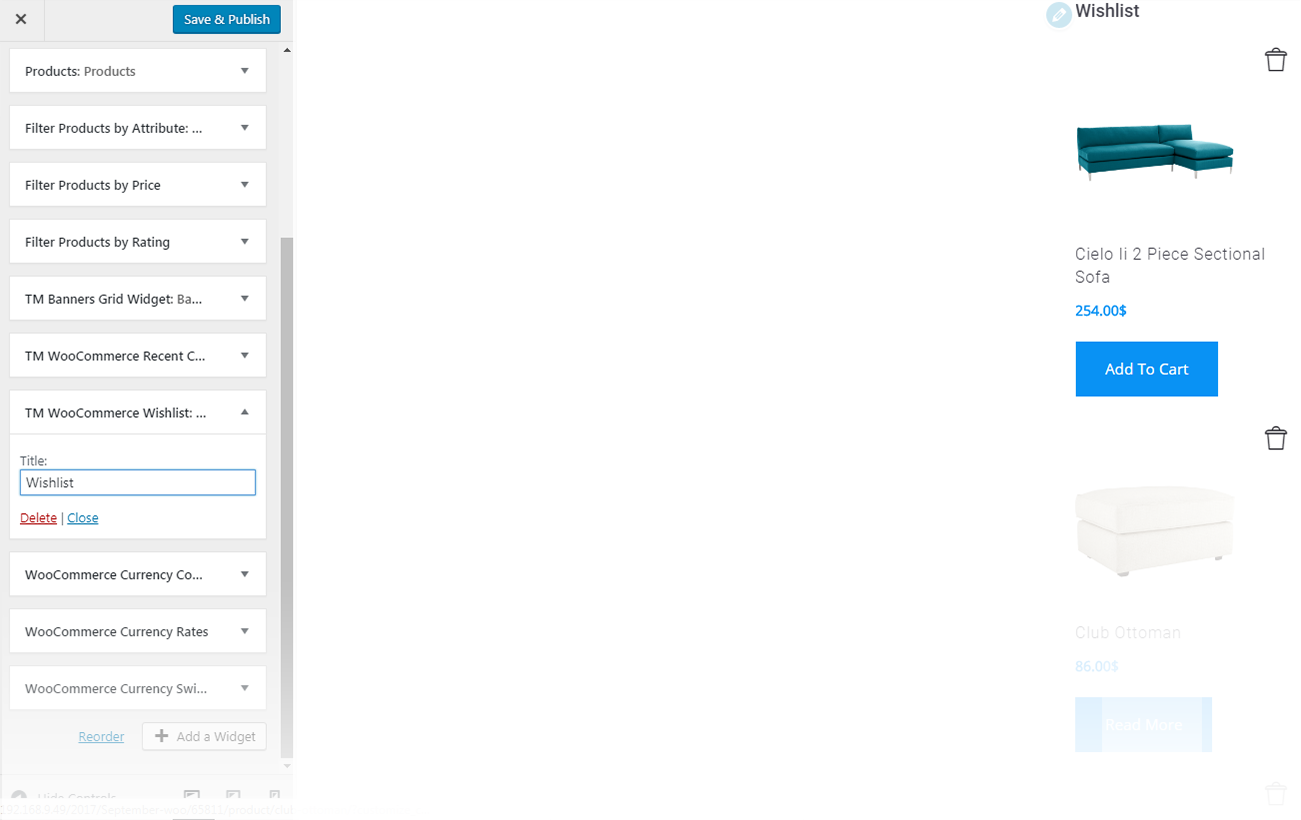 Save & Publish
Products: Products
Filter Products by Attribute: ...
Filter Products by Price
Filter Products by Rating
TM Banners Grid Widget: Ba...
TM WooCommerce Recent C...
TM WooCommerce Wishlist: ...
Title:
Wishlist
Delete | Close
WooCommerce Currency Co...
WooCommerce Currency Rates
WooCommerce Currency Swi...
Reorder
Add a Widget
Hide Controls
Wishlist
Cielo Ii 2 Piece Sectional
Sofa
254.00$
Add To Cart
Club Ottoman
86.00$
Read More